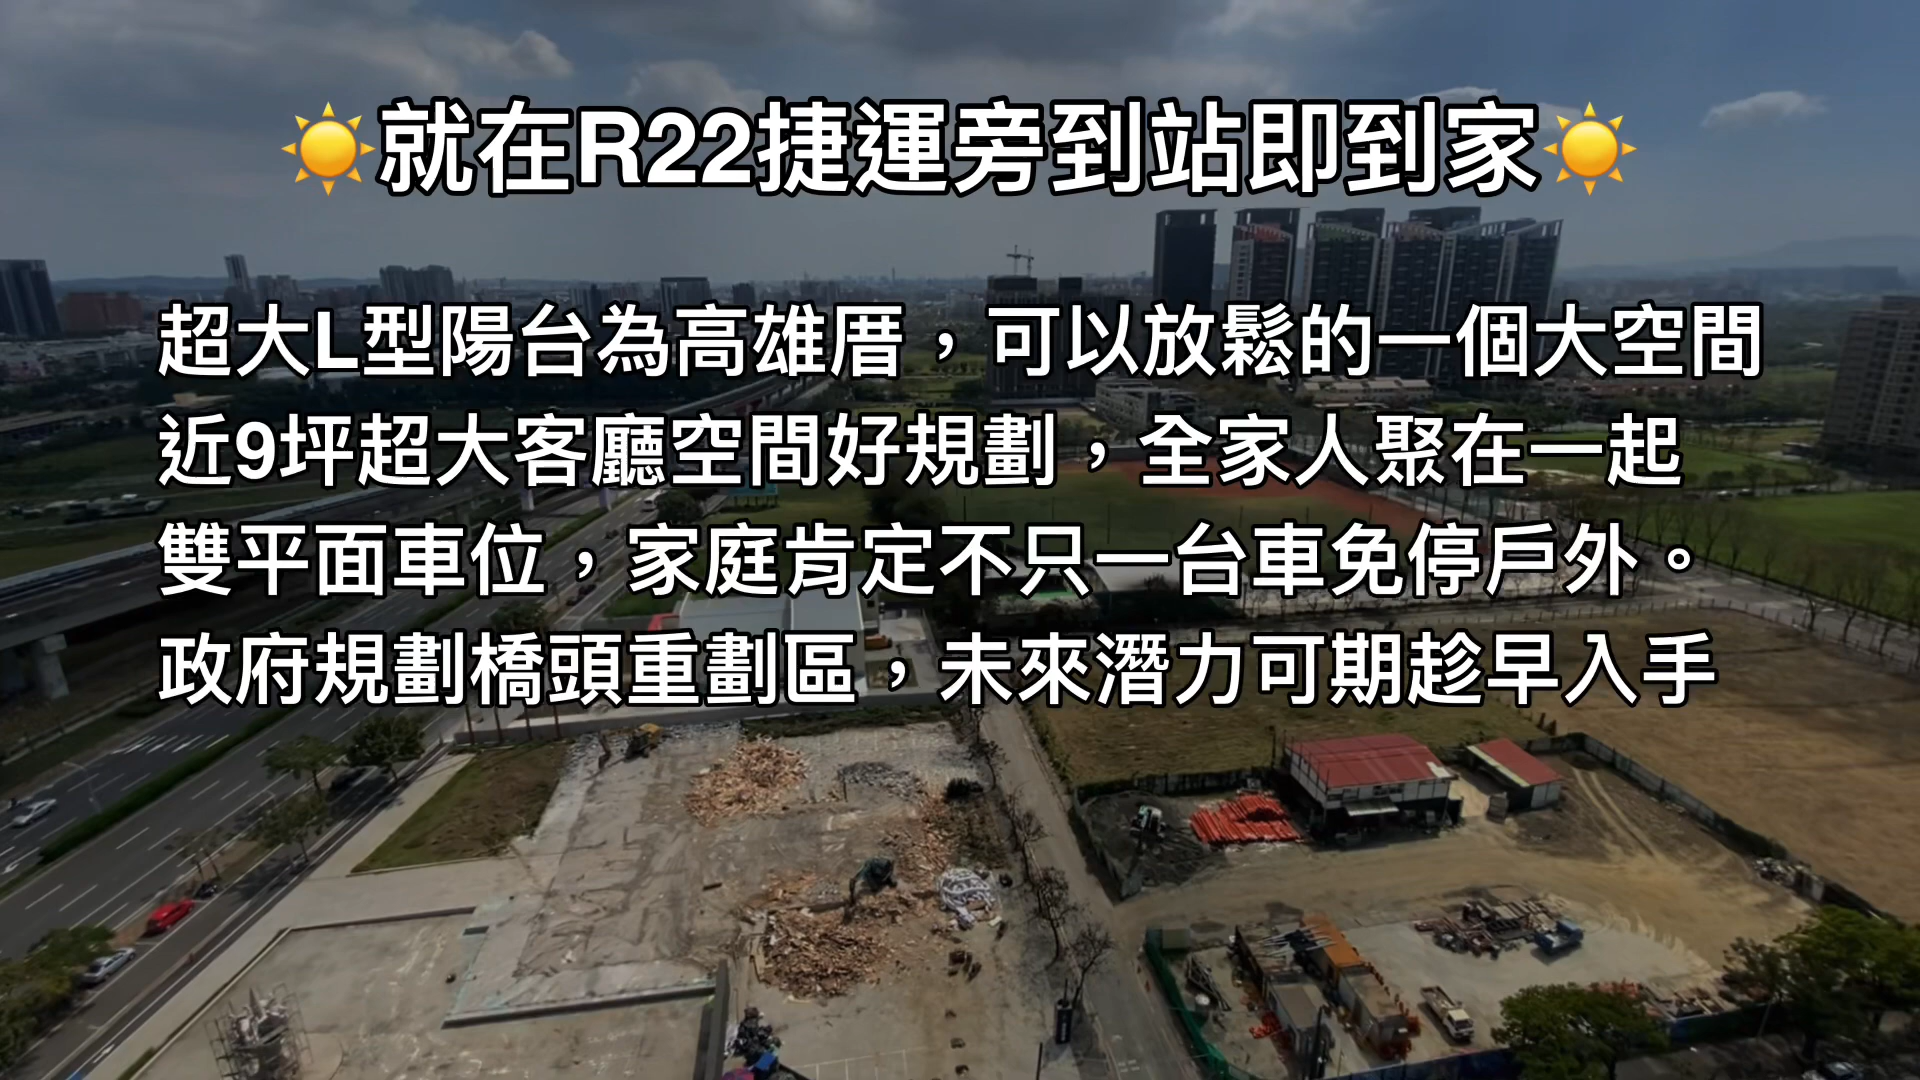 ☀️就在R22捷運旁到站即到家☀️
超大L型陽台為高雄厝，可以放鬆的一個大空間
近9坪超大客廳空間好規劃，全家人聚在一起
雙平面車位，家庭肯定不只一台車免停戶外。
政府規劃橋頭重劃區，未來潛力可期趁早入手